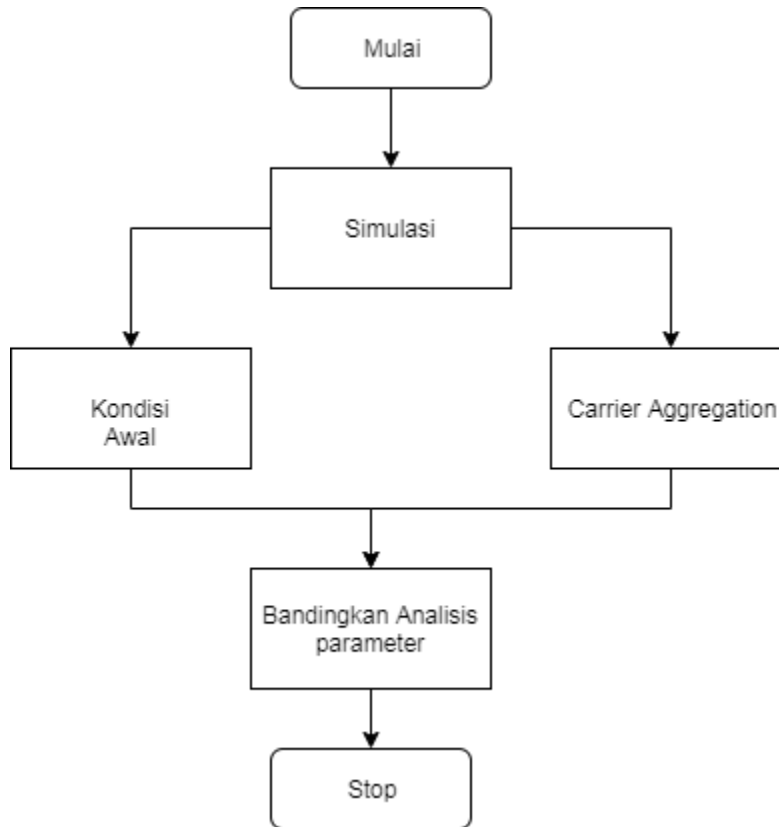 Mulai
Simulasi
Kondisi
Awal
Carrier Aggregation
Bandingkan Analisis
parameter
Stop